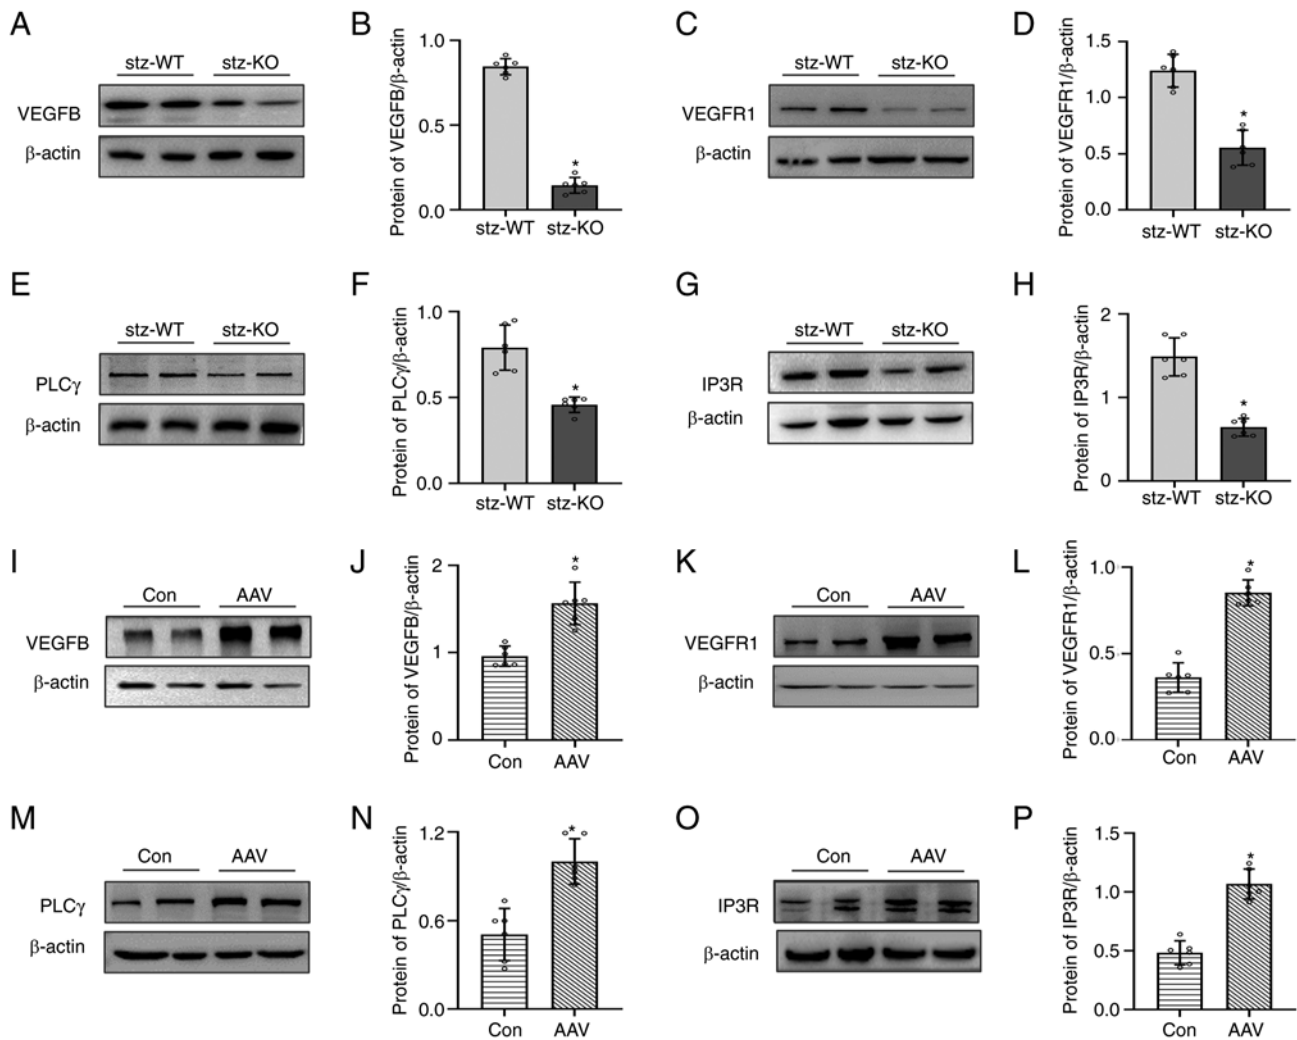 A
stz-WT stz-KO
VEGFB
β-actin
B
Protein of VEGFB/β-actin
1.0
0.5
0.0
*
stz-WT stz-KO
C
stz-WT stz-KO
VEGFR1
β-actin
D
Protein of VEGFR1/β-actin
1.5
1.0
0.5
0.0
*
stz-WT stz-KO
E
stz-WT stz-KO
PLCγ
β-actin
F
Protein of PLCγ/β-actin
1.0
0.5
0.0
*
stz-WT stz-KO
G
stz-WT stz-KO
IP3R
β-actin
H
Protein of IP3R/β-actin
2
1
0
*
stz-WT stz-KO
I
Con AAV
VEGFB
β-actin
J
Protein of VEGFB/β-actin
2
1
0
*
Con AAV
K
Con AAV
VEGFR1
β-actin
L
Protein of VEGFR1/β-actin
1.0
0.5
0.0
*
Con AAV
M
Con AAV
PLCγ
β-actin
N
Protein of PLCγ/β-actin
1.2
0.6
0.0
*
Con AAV
O
Con AAV
IP3R
β-actin
P
Protein of IP3R/β-actin
1.5
1.0
0.5
0.0
*
Con AAV